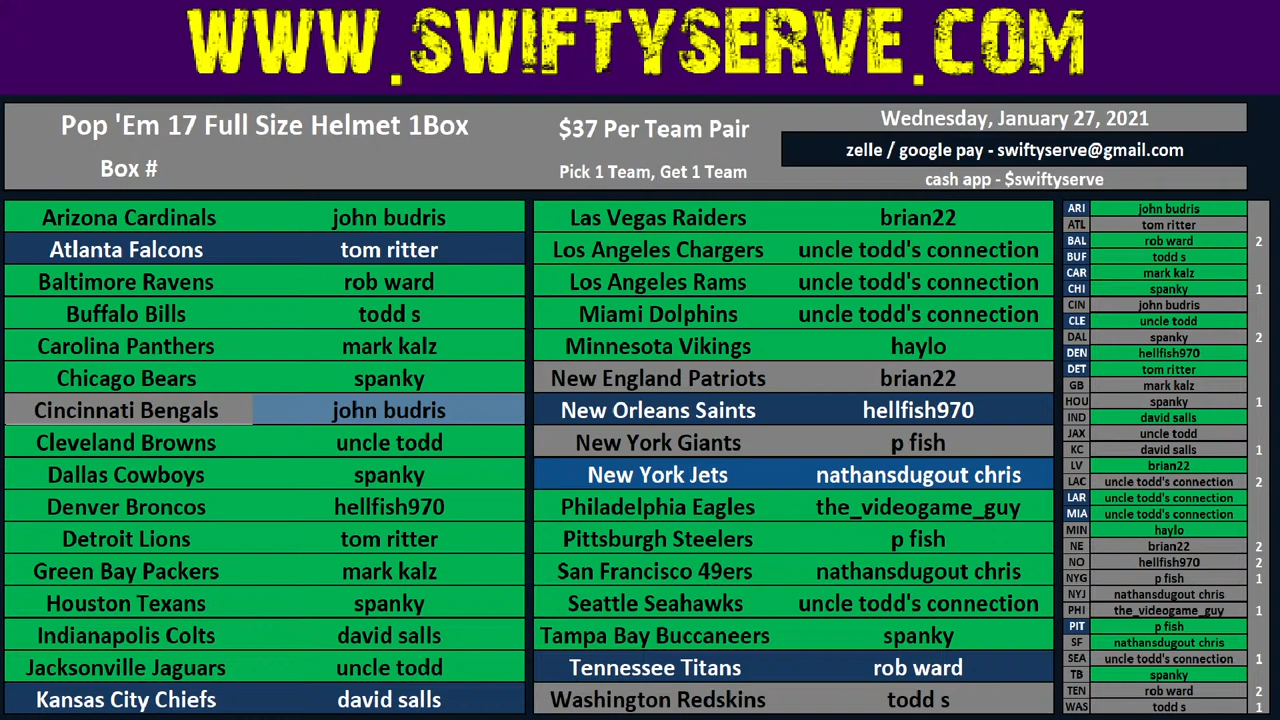 WWW.SWIFTYSERVE.COM
Pop 'Em 17 Full Size Helmet 1Box
Box #
$37 Per Team Pair
Pick 1 Team, Get 1 Team
Wednesday, January 27, 2021
zelle / google pay - swiftyserve@gmail.com
cash app - $swiftyserve
Arizona Cardinals john budris
Atlanta Falcons tom ritter
Baltimore Ravens rob ward
Buffalo Bills todd s
Carolina Panthers mark kalz
Chicago Bears spanky
Cincinnati Bengals john budris
Cleveland Browns uncle todd
Dallas Cowboys spanky
Denver Broncos hellfish970
Detroit Lions tom ritter
Green Bay Packers mark kalz
Houston Texans spanky
Indianapolis Colts david salls
Jacksonville Jaguars uncle todd
Kansas City Chiefs david salls
Las Vegas Raiders brian22
Los Angeles Chargers uncle todd's connection
Los Angeles Rams uncle todd's connection
Miami Dolphins uncle todd's connection
Minnesota Vikings haylo
New England Patriots brian22
New Orleans Saints hellfish970
New York Giants p fish
New York Jets nathansdugout chris
Philadelphia Eagles the_videogame_guy
Pittsburgh Steelers p fish
San Francisco 49ers nathansdugout chris
Seattle Seahawks uncle todd's connection
Tampa Bay Buccaneers spanky
Tennessee Titans rob ward
Washington Redskins todd s
ARI john budris
ATL tom ritter
BAL rob ward 2
BUF todd s
CAR mark kalz
CHI spanky 1
CIN john budris
CLE uncle todd
DAL spanky 2
DEN hellfish970
DET tom ritter
GB mark kalz
HOU spanky 1
IND david salls
JAX uncle todd
KC david salls 1
LV brian22
LAC uncle todd's connection 2
LAR uncle todd's connection
MIA uncle todd's connection
MIN haylo
NE brian22 2
NO hellfish970 2
NYG p fish 1
NYJ nathansdugout chris
PHI the_videogame_guy 1
PIT p fish
SF nathansdugout chris
SEA uncle todd's connection 1
TB spanky
TEN rob ward 2
WAS todd s 1